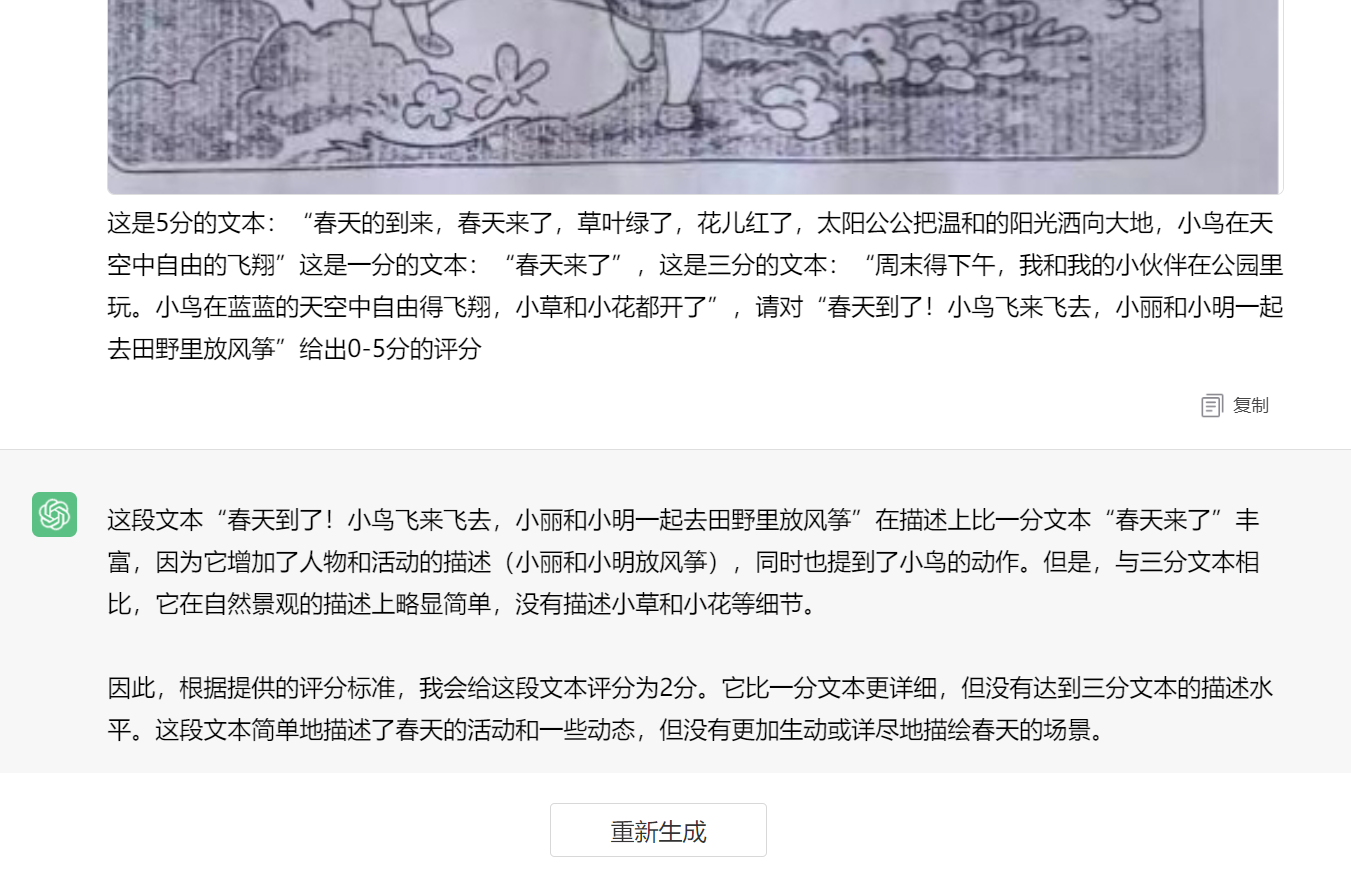 这是5分的文本：“春天的到来，春天来了，草叶绿了，花儿红了，太阳公公把温和的阳光洒向大地，小鸟在天
空中自由的飞翔”这是一分的文本：“春天来了”，这是三分的文本：“周末得下午，我和我的小伙伴在公园里
玩。小鸟在蓝蓝的天空中自由得飞翔，小草和小花都开了”，请对“春天到了！小鸟飞来飞去，小丽和小明一起
去田野里放风筝”给出0-5分的评分
复制
这段文本“春天到了！小鸟飞来飞去，小丽和小明一起去田野里放风筝”在描述上比一分文本“春天来了”丰
富，因为它增加了人物和活动的描述（小丽和小明放风筝），同时也提到了小鸟的动作。但是，与三分文本相
比，它在自然景观的描述上略显简单，没有描述小草和小花等细节。
因此，根据提供的评分标准，我会给这段文本评分为2分。它比一分文本更详细，但没有达到三分文本的描述水
平。这段文本简单地描述了春天的活动和一些动态，但没有更加生动或详尽地描绘春天的场景。
重新生成